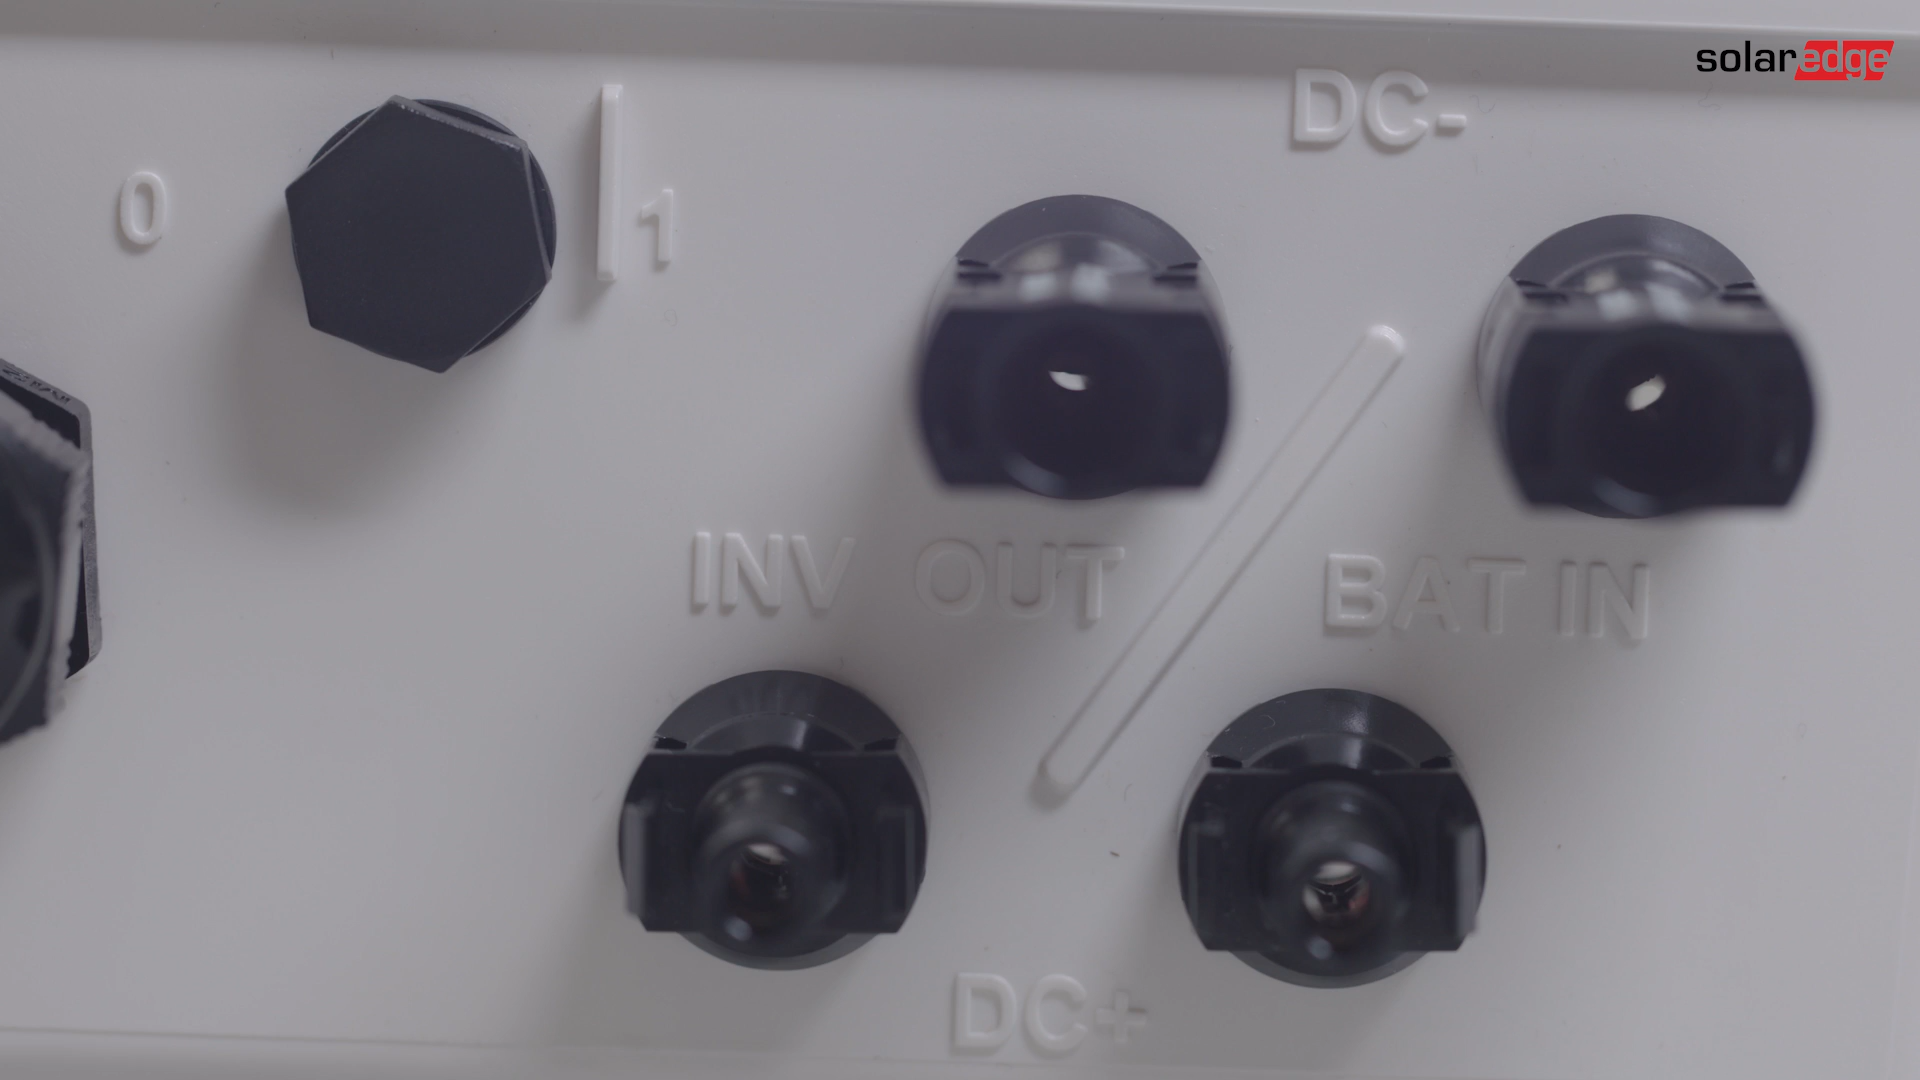 solaredge
DC-
0
1
INV OUT
BAT IN
DC+